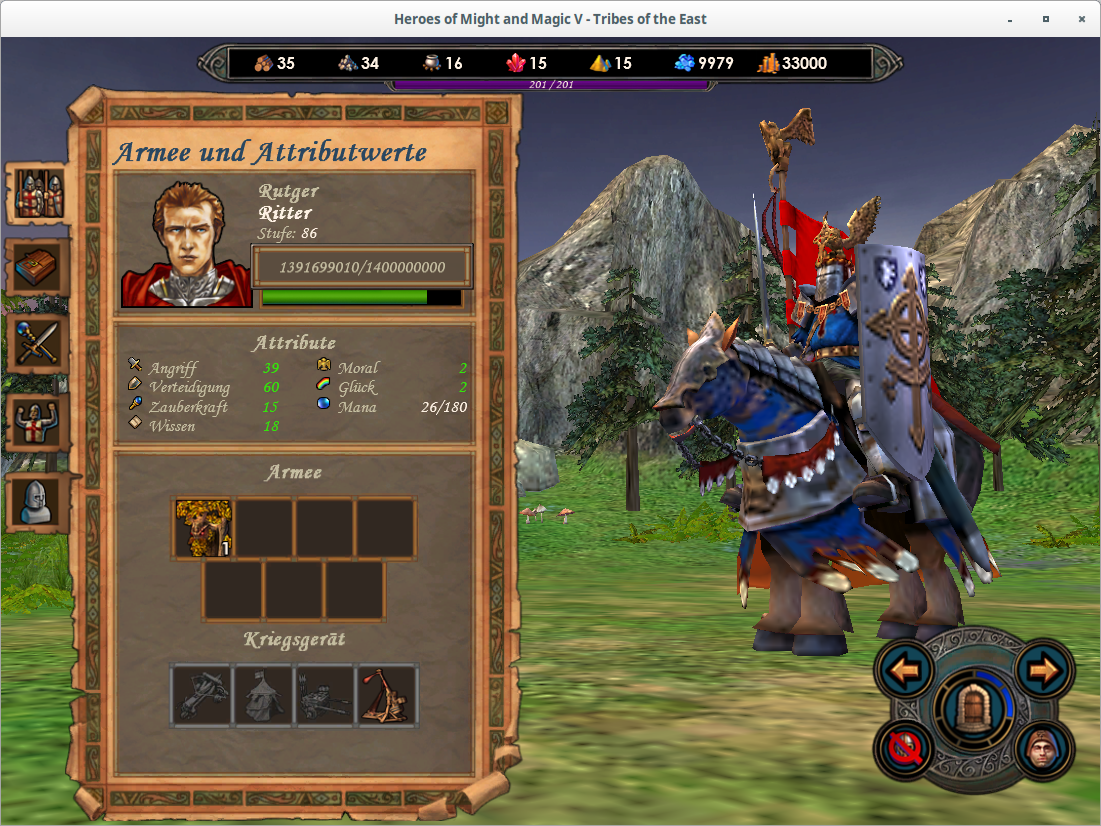 Heroes of Might and Magic V - Tribes of the East
35 34 16 15 15 9979 33000
201 / 201
Armee und Attributwerte
Rutger
Ritter
Stufe: 86
1391699010/1400000000
Attribute
Angriff 39 Moral 2
Verteidigung 60 Glück 2
Zauberkraft 15 Mana 26/180
Wissen 18
Armee
1
Kriegsgerät